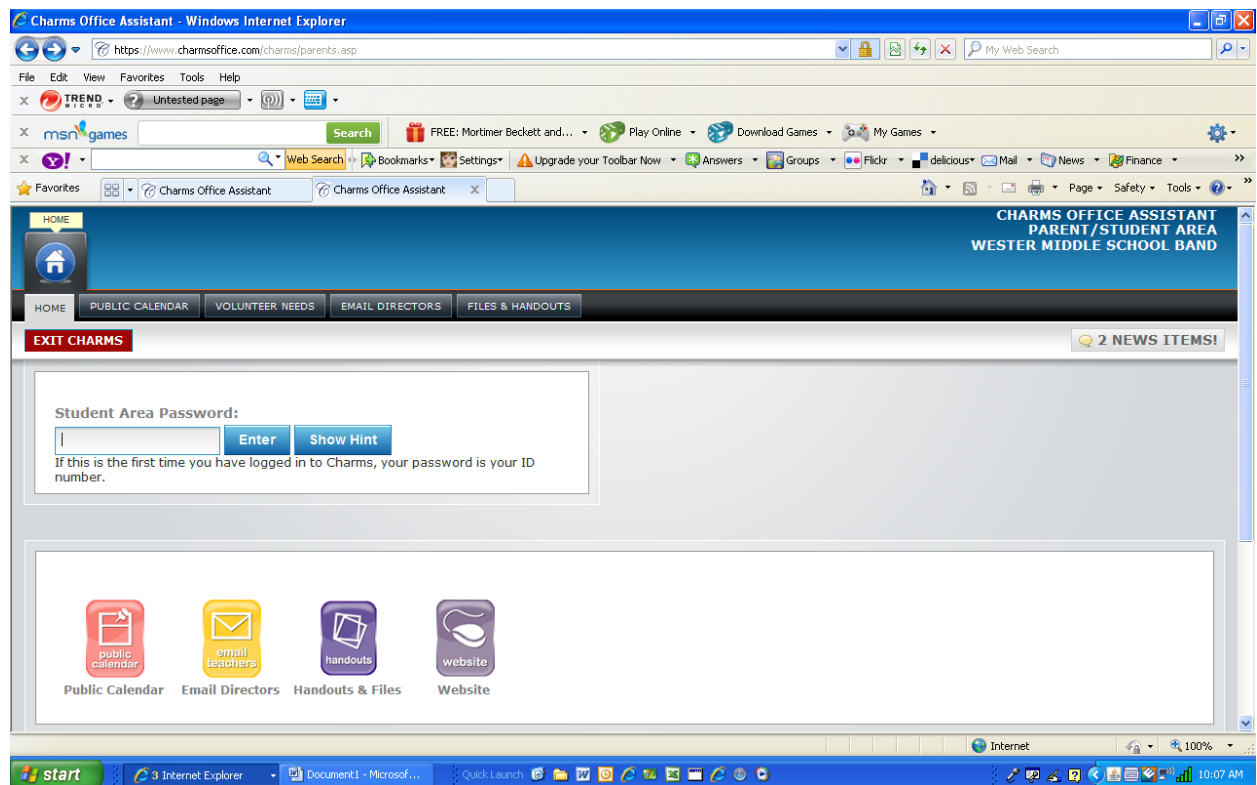 Charms Office Assistant - Windows Internet Explorer
https://www.charmsoffice.com/charms/parents.asp
My Web Search
File Edit View Favorites Tools Help
x TREND MICRO Untested page
x msn games Search FREE: Mortimer Beckett and... Play Online Download Games My Games
x Y! Web Search Bookmarks Settings Upgrade your Toolbar Now Answers Groups Flickr delicious Mail News Finance »
Favorites Charms Office Assistant Charms Office Assistant x Page Safety Tools »
HOME
CHARMS OFFICE ASSISTANT
PARENT/STUDENT AREA
WESTER MIDDLE SCHOOL BAND
HOME PUBLIC CALENDAR VOLUNTEER NEEDS EMAIL DIRECTORS FILES & HANDOUTS
EXIT CHARMS 2 NEWS ITEMS!
Student Area Password:
Enter Show Hint
If this is the first time you have logged in to Charms, your password is your ID
number.
public calendar
email teachers
handouts
website
Public Calendar Email Directors Handouts & Files Website
Internet 100%
start 3 Internet Explorer Document1 - Microsof... Quick Launch 10:07 AM